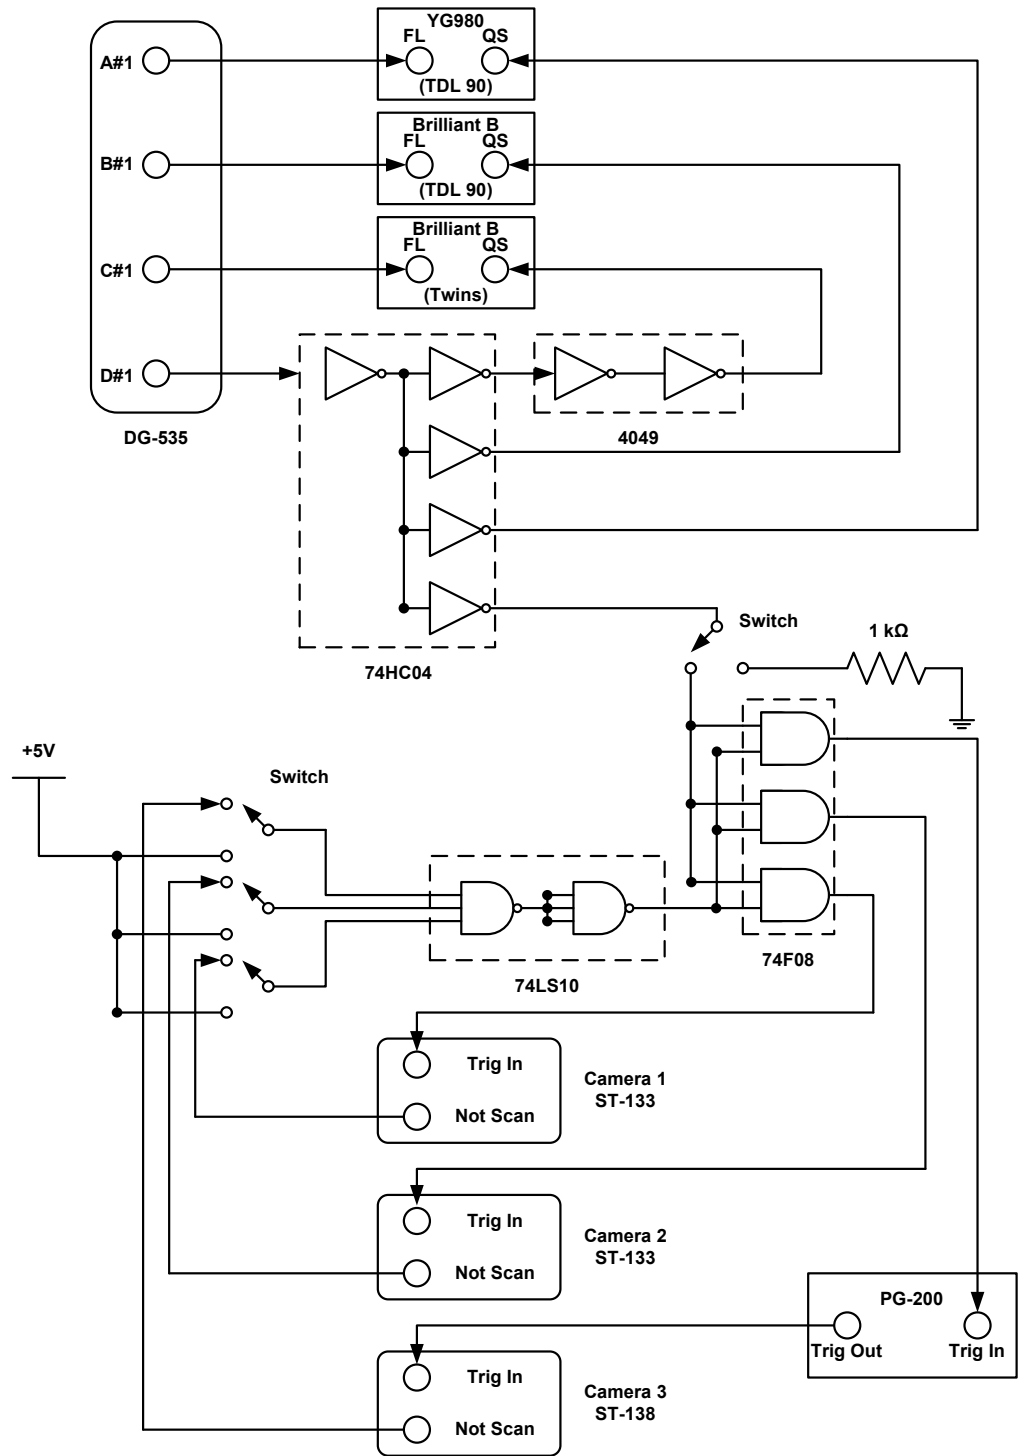 YG980
FL QS
A#1
(TDL 90)
Brilliant B
FL QS
B#1
(TDL 90)
Brilliant B
FL QS
C#1
(Twins)
D#1
DG-535
4049
74HC04
Switch
1 kΩ
+5V
Switch
74LS10
74F08
Trig In
Not Scan
Camera 1
ST-133
Trig In
Not Scan
Camera 2
ST-133
PG-200
Trig Out
Trig In
Trig In
Not Scan
Camera 3
ST-138